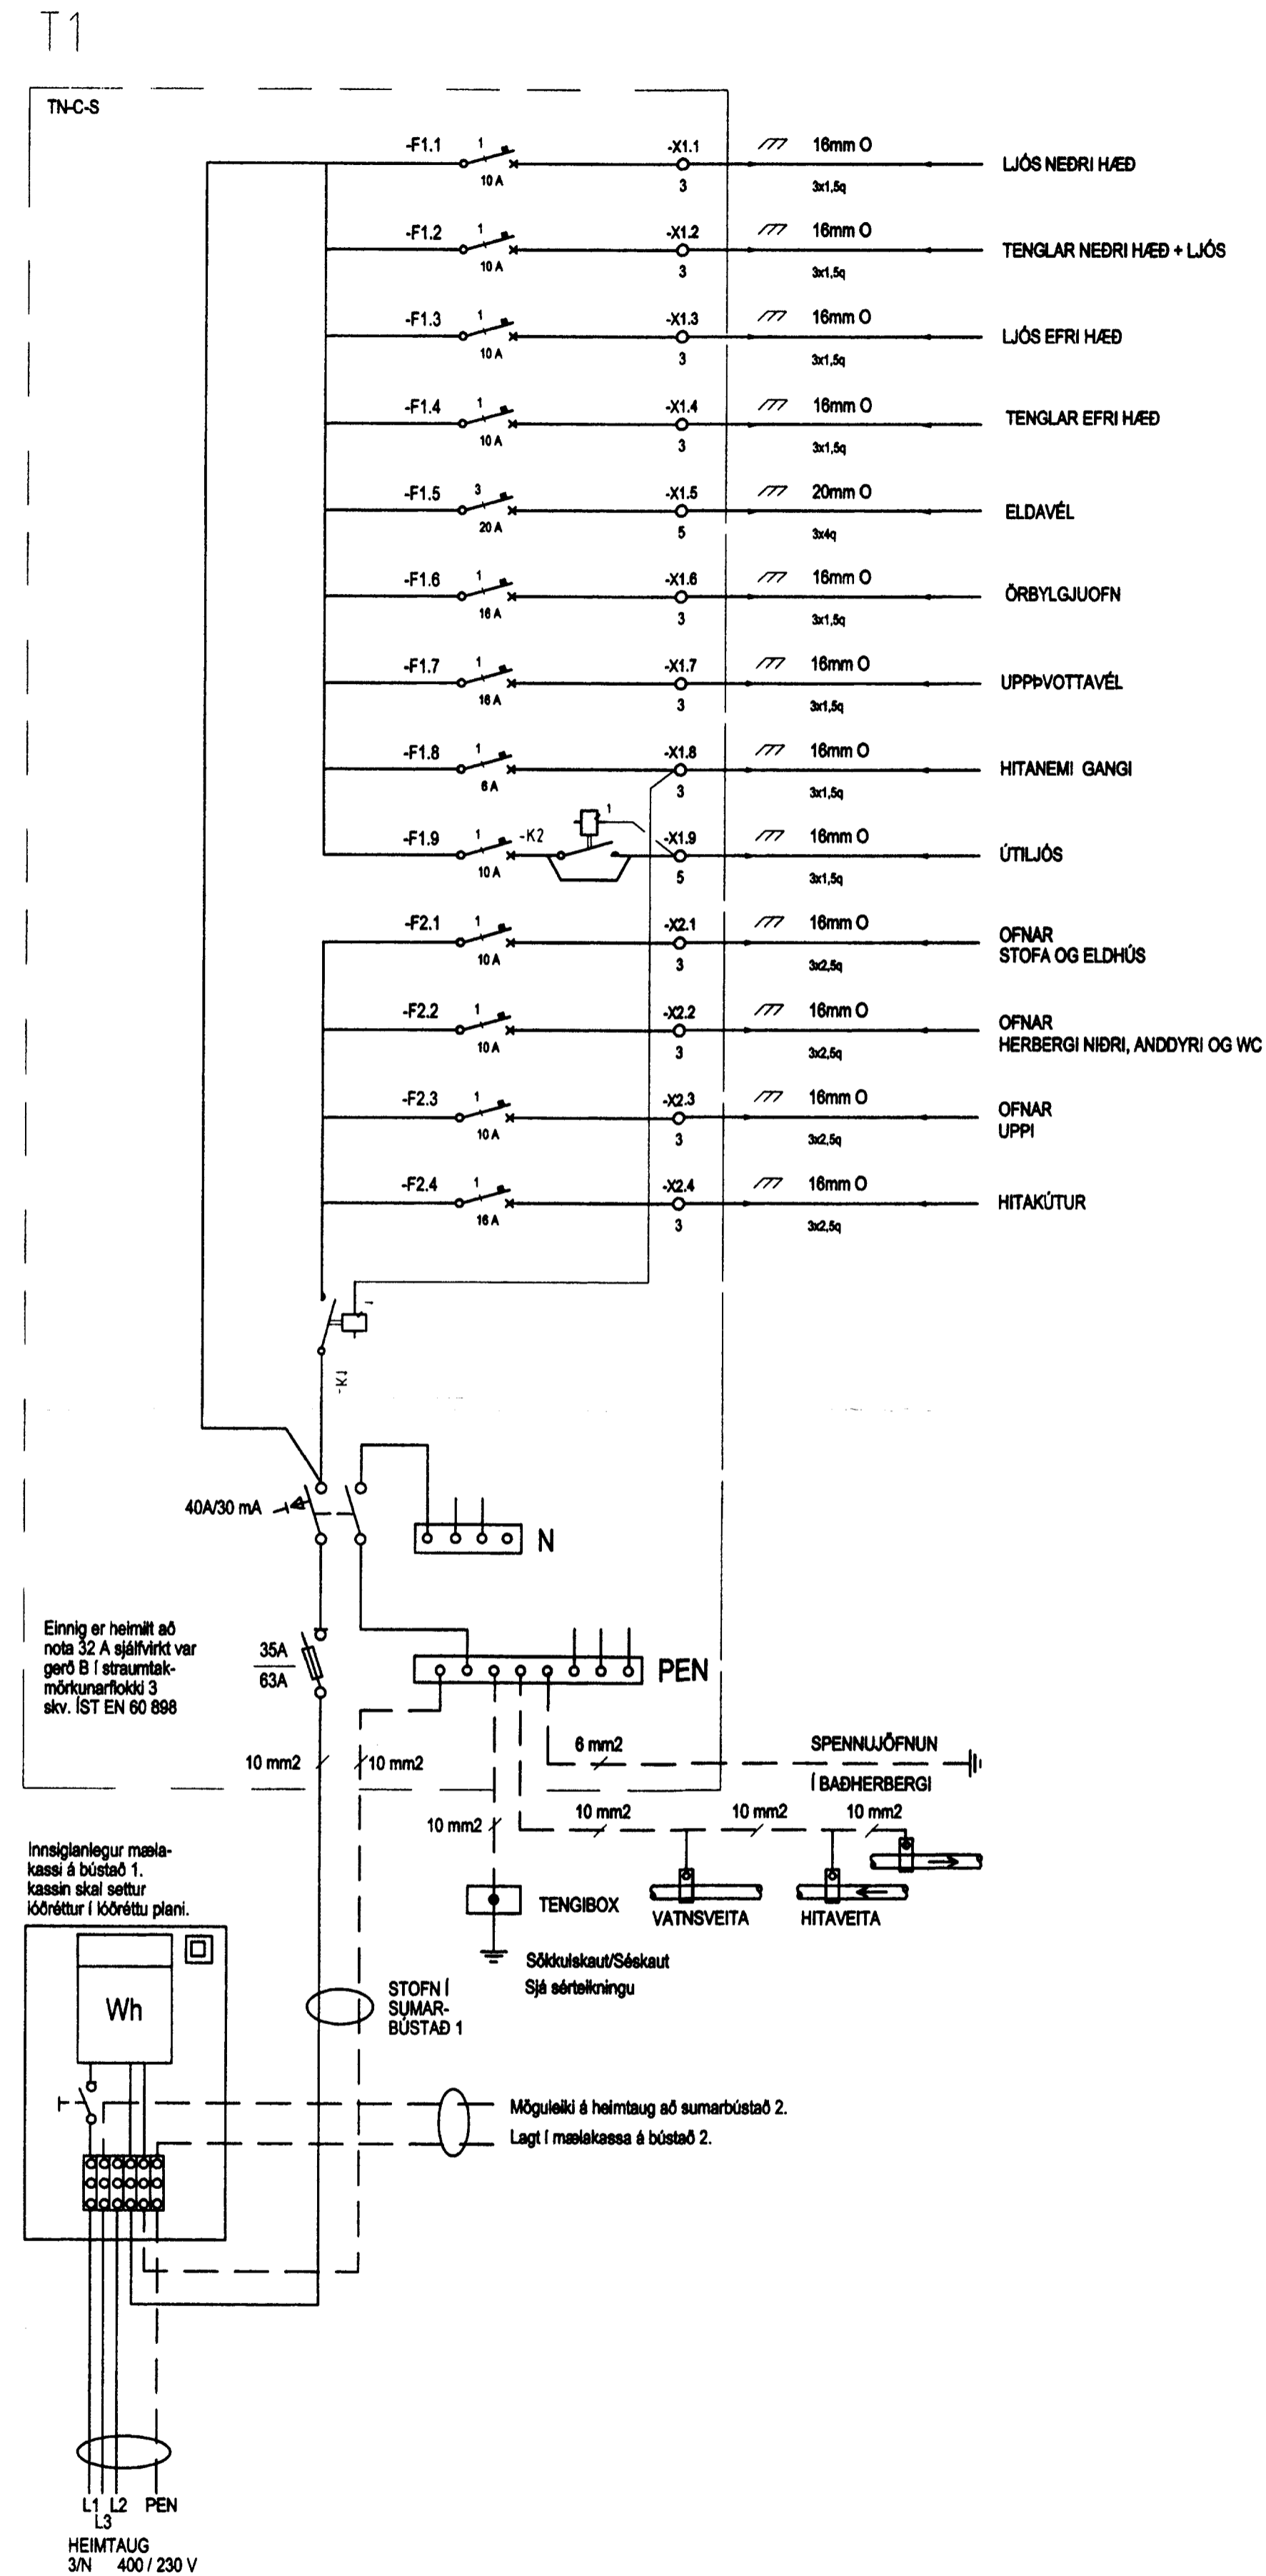 T1
TN-C-S
-F1.1 1 10 A -X1.1 3 16mm O 3x1,5q LJÓS NEÐRI HÆÐ
-F1.2 1 10 A -X1.2 3 16mm O 3x1,5q TENGLAR NEÐRI HÆÐ + LJÓS
-F1.3 1 10 A -X1.3 3 16mm O 3x1,5q LJÓS EFRI HÆÐ
-F1.4 1 10 A -X1.4 3 16mm O 3x1,5q TENGLAR EFRI HÆÐ
-F1.5 3 20 A -X1.5 5 20mm O 3x4q ELDAVÉL
-F1.6 1 16 A -X1.6 3 16mm O 3x1,5q ÖRBYLGJUOFN
-F1.7 1 16 A -X1.7 3 16mm O 3x1,5q UPPÞVOTTAVÉL
-F1.8 1 6 A -X1.8 3 16mm O 3x1,5q HITANEMI GANGI
-F1.9 1 10 A -K2 1 -X1.9 5 16mm O 3x1,5q ÚTILJÓS
-F2.1 1 10 A -X2.1 3 16mm O 3x2,5q OFNAR
STOFA OG ELDHÚS
-F2.2 1 10 A -X2.2 3 16mm O 3x2,5q OFNAR
HERBERGI NIÐRI, ANDDYRI OG WC
-F2.3 1 10 A -X2.3 3 16mm O 3x2,5q OFNAR
UPPI
-F2.4 1 16 A -X2.4 3 16mm O 3x2,5q HITAKÚTUR
1
-K1
40A/30 mA
N
Einnig er heimilt að
nota 32 A sjálfvirkt var
gerð B í straumtak-
mörkunarflokki 3
skv. ÍST EN 60 898
35A
63A
PEN
10 mm2 10 mm2
6 mm2
SPENNUJÖFNUN
Í BAÐHERBERGI
10 mm2 10 mm2 10 mm2 10 mm2
TENGIBOX
VATNSVEITA
HITAVEITA
Sökkulskaut/Séskaut
Sjá sérteikningu
Innsiglanlegur mæla-
kassi á bústað 1.
kassin skal settur
lóðréttur í lóðréttu plani.
Wh
STOFN Í
SUMAR-
BÚSTAÐ 1
Möguleiki á heimtaug að sumarbústað 2.
Lagt í mælakassa á bústað 2.
L1 L2 PEN
L3
HEIMTAUG
3/N 400 / 230 V